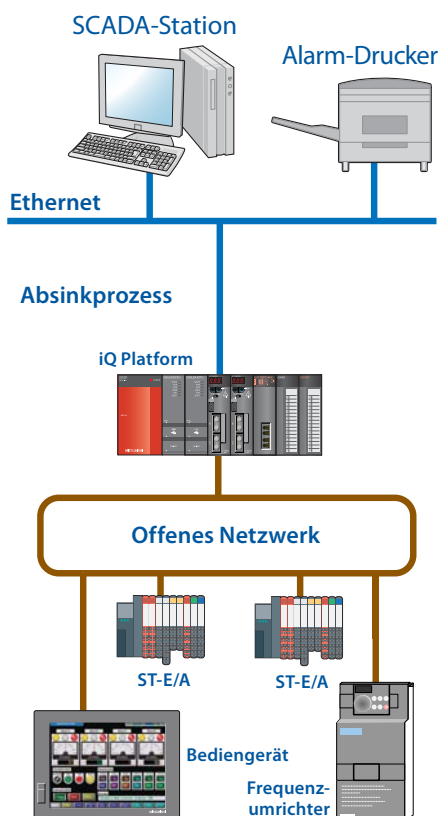 SCADA-Station
Alarm-Drucker
Ethernet
Absinkprozess
iQ Platform
Offenes Netzwerk
ST-E/A
ST-E/A
Bediengerät
Frequenz-
umrichter